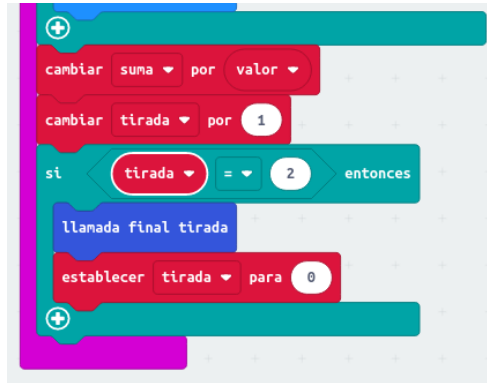 cambiar suma por valor
cambiar tirada por 1
si tirada = 2 entonces
llamada final tirada
establecer tirada para 0